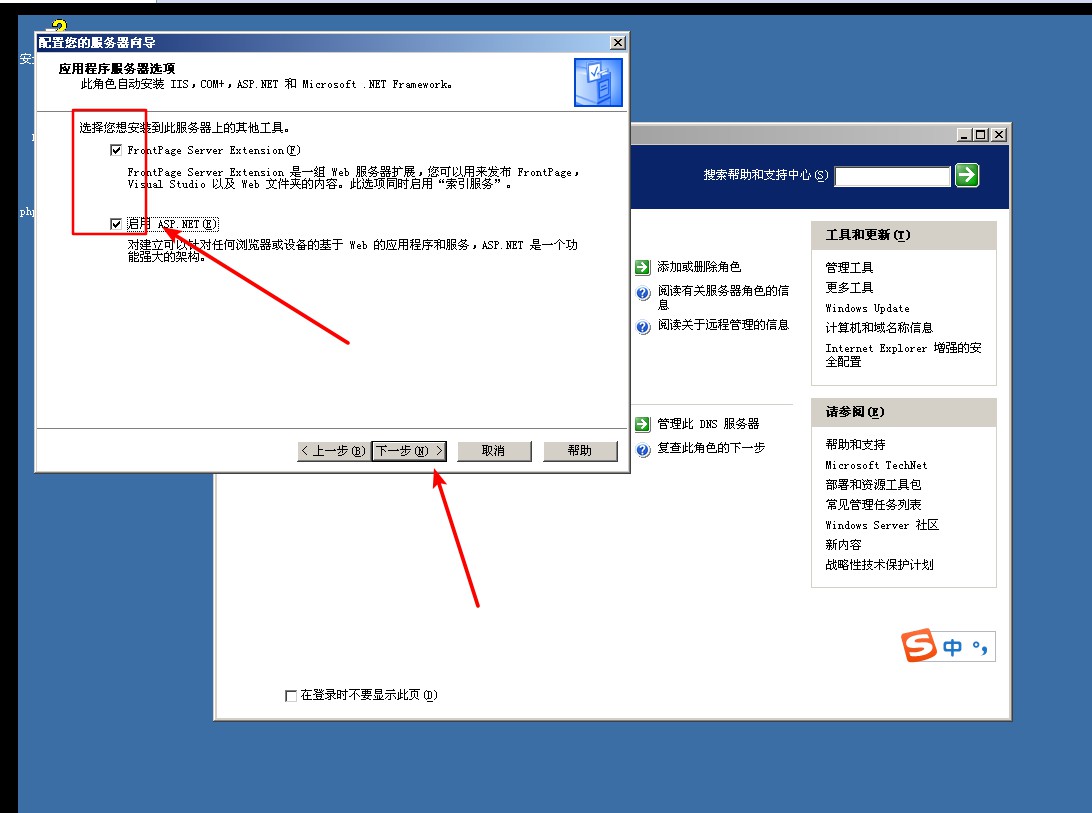 安
配置您的服务器向导
应用程序服务器选项
此角色自动安装 IIS，COM+，ASP.NET 和 Microsoft .NET Framework。
选择您想安装到此服务器上的其他工具。
FrontPage Server Extension(F)
FrontPage Server Extension 是一组 Web 服务器扩展，您可以用来发布 FrontPage，
Visual Studio 以及 Web 文件夹的内容。此选项同时启用“索引服务”。
php
启用 ASP.NET(E)
对建立可以针对任何浏览器或设备的基于 Web 的应用程序和服务，ASP.NET 是一个功
能强大的架构。
< 上一步(B)
下一步(N) >
取消
帮助
搜索帮助和支持中心(S)
添加或删除角色
阅读有关服务器角色的信
息
阅读关于远程管理的信息
管理此 DNS 服务器
复查此角色的下一步
工具和更新(T)
管理工具
更多工具
Windows Update
计算机和域名称信息
Internet Explorer 增强的安
全配置
请参阅(E)
帮助和支持
Microsoft TechNet
部署和资源工具包
常见管理任务列表
Windows Server 社区
新内容
战略性技术保护计划
S 中 °，
在登录时不要显示此页(D)